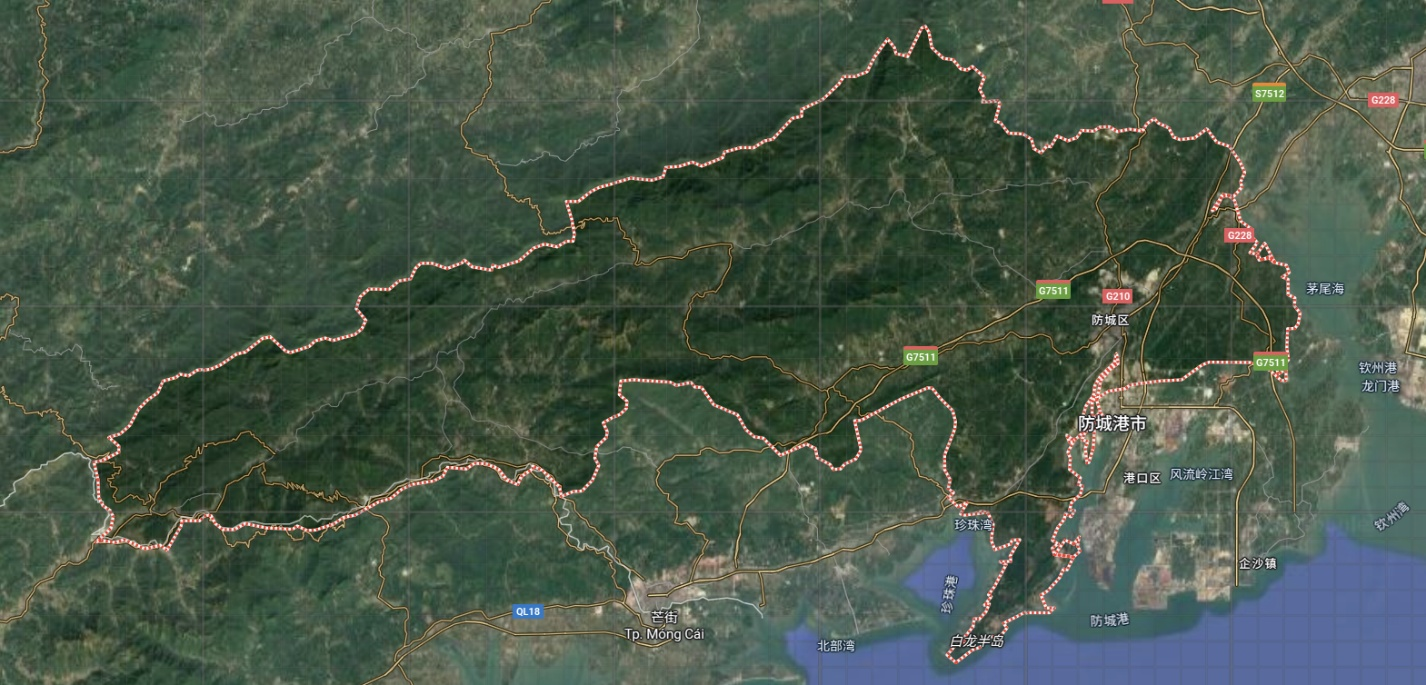 S7512
G228
G228
茅尾海
G7511
G210
防城区
G7511
G7511
钦州港
龙门港
防城港市
港口区
风流岭江湾
珍珠湾
钦州湾
企沙镇
珍珠港
QL18
芒街
Tp. Móng Cái
防城港
北部湾
白龙半岛